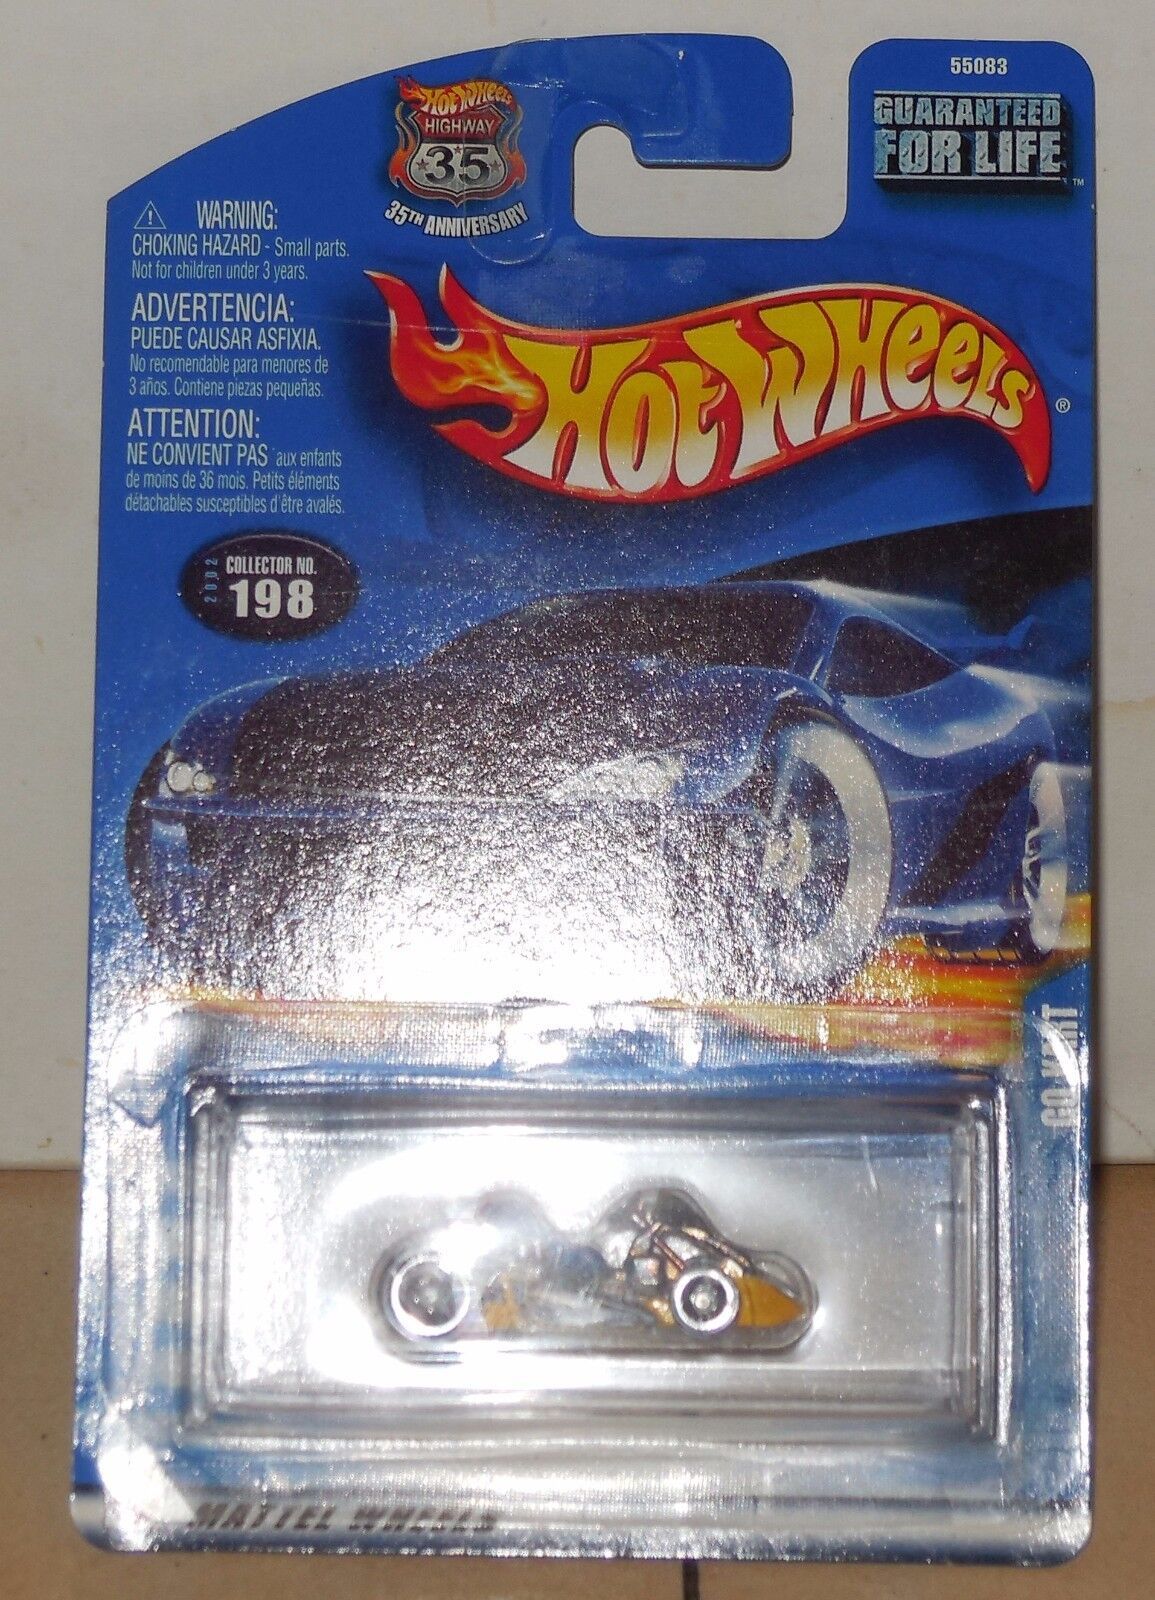 55083
GUARANTEED
FOR LIFE™
HOT WHEELS
HIGHWAY
35
35TH ANNIVERSARY
WARNING:
CHOKING HAZARD - Small parts.
Not for children under 3 years.
ADVERTENCIA:
PUEDE CAUSAR ASFIXIA.
No recomendable para menores de
3 años. Contiene piezas pequeñas.
ATTENTION:
NE CONVIENT PAS aux enfants
de moins de 36 mois. Petits éléments
détachables susceptibles d'être avalés.
HOT WHEELS®
2002
COLLECTOR NO.
198
GO KART
MATTEL WHEELS